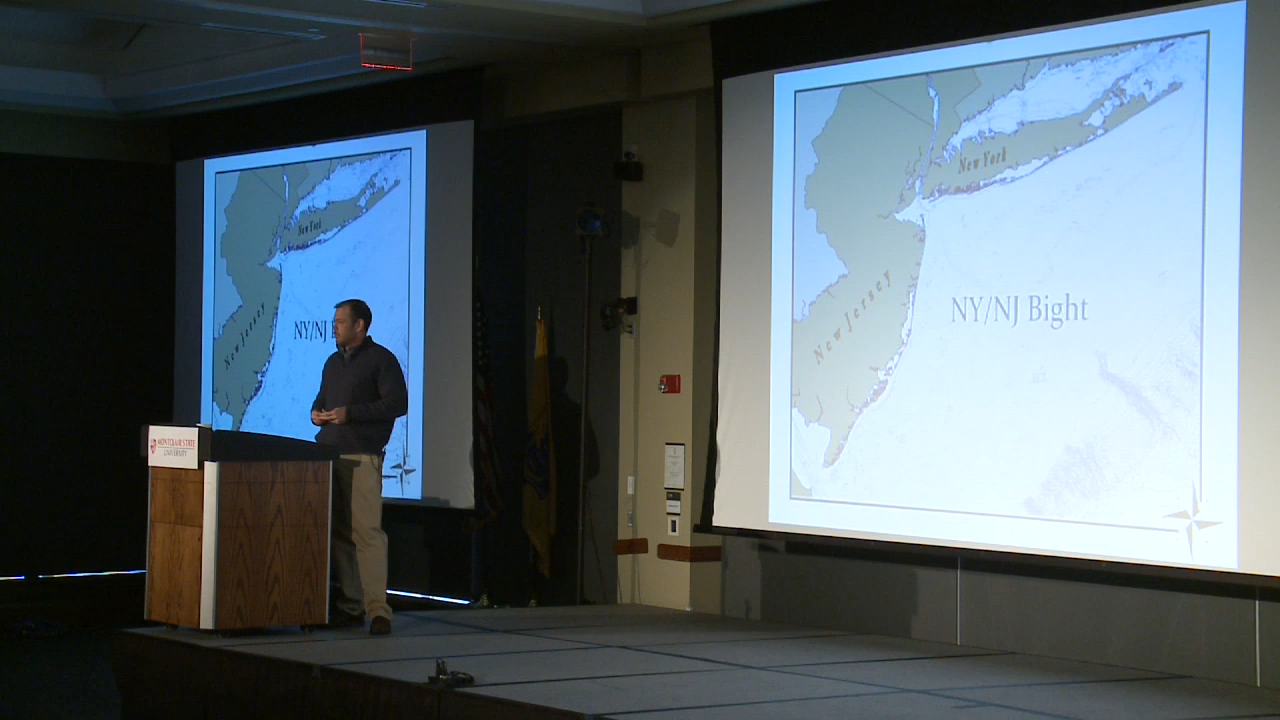 New York
New Jersey
NY/NJ B
MONTCLAIR STATE
UNIVERSITY
New York
New Jersey
NY/NJ Bight